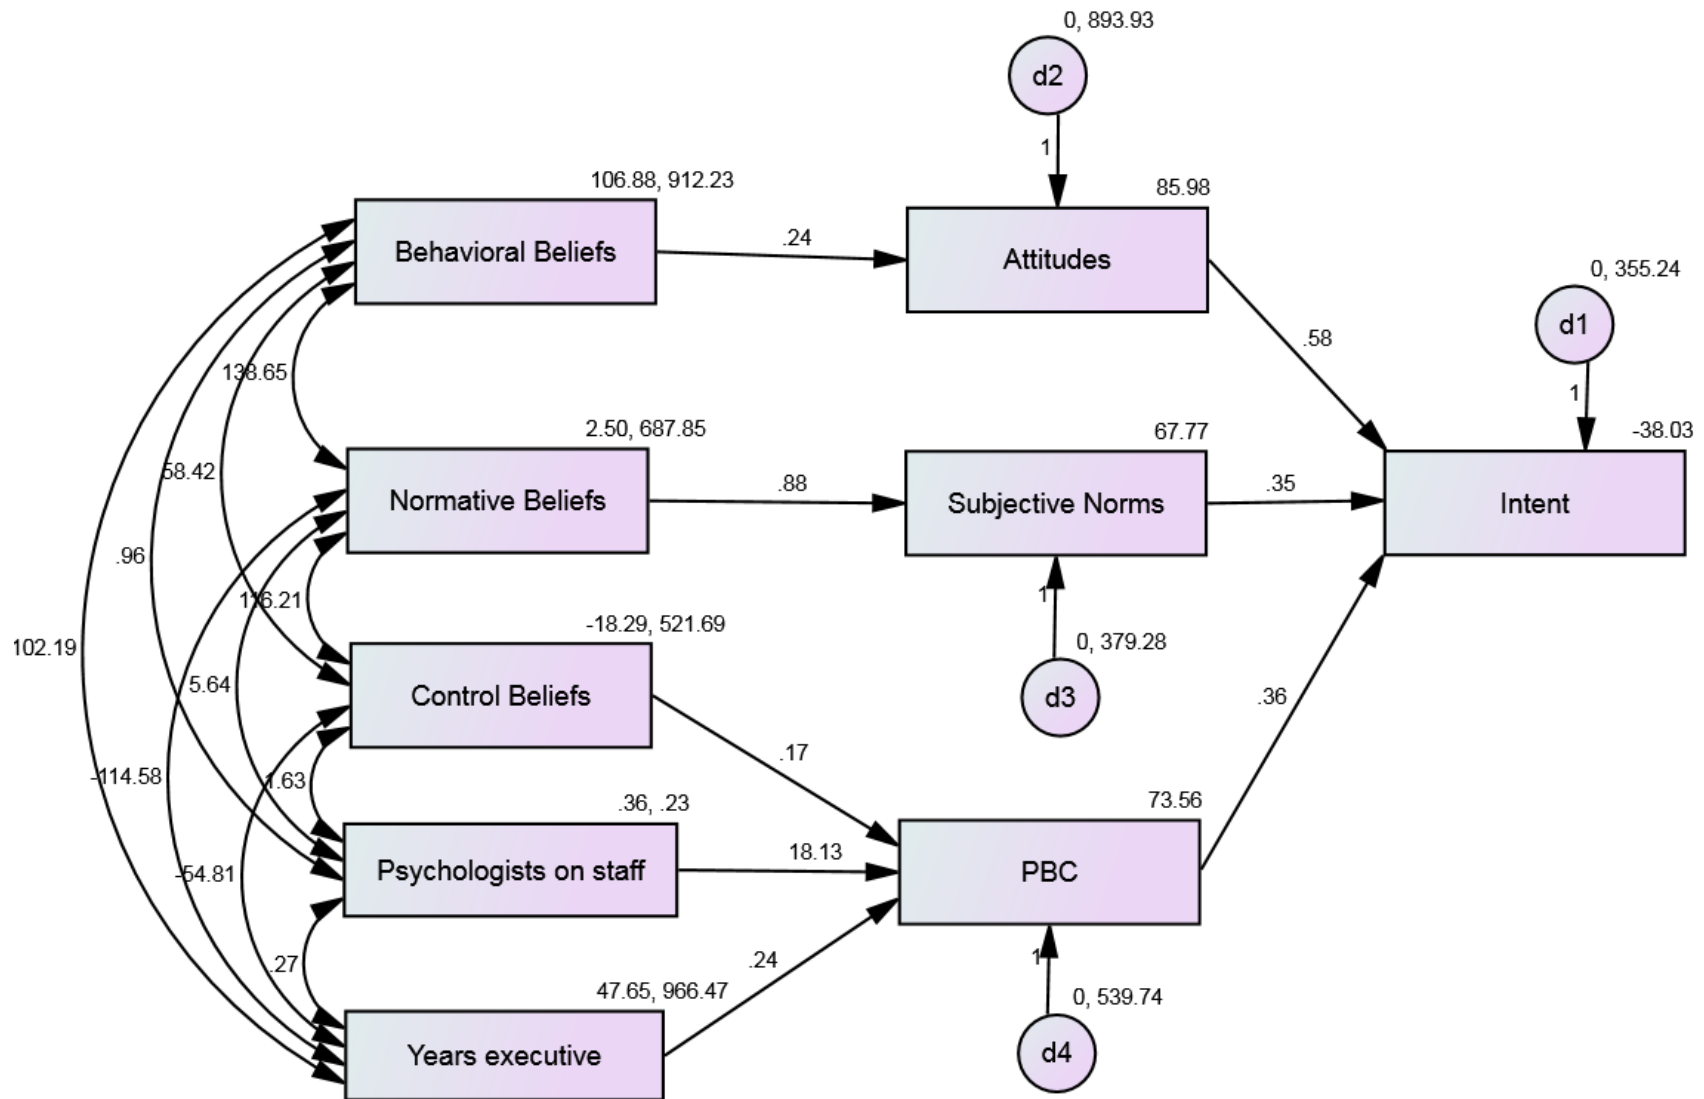 0, 893.93
d2
1
106.88, 912.23
85.98
Behavioral Beliefs
.24
Attitudes
0, 355.24
d1
.58
1
138.65
2.50, 687.85
67.77
-38.03
58.42
Normative Beliefs
.88
Subjective Norms
.35
Intent
.96
116.21
1
-18.29, 521.69
0, 379.28
102.19
5.64
Control Beliefs
d3
.36
.17
-114.58
1.63
.36, .23
73.56
-54.81
Psychologists on staff
18.13
PBC
.27
.24
1
47.65, 966.47
0, 539.74
Years executive
d4